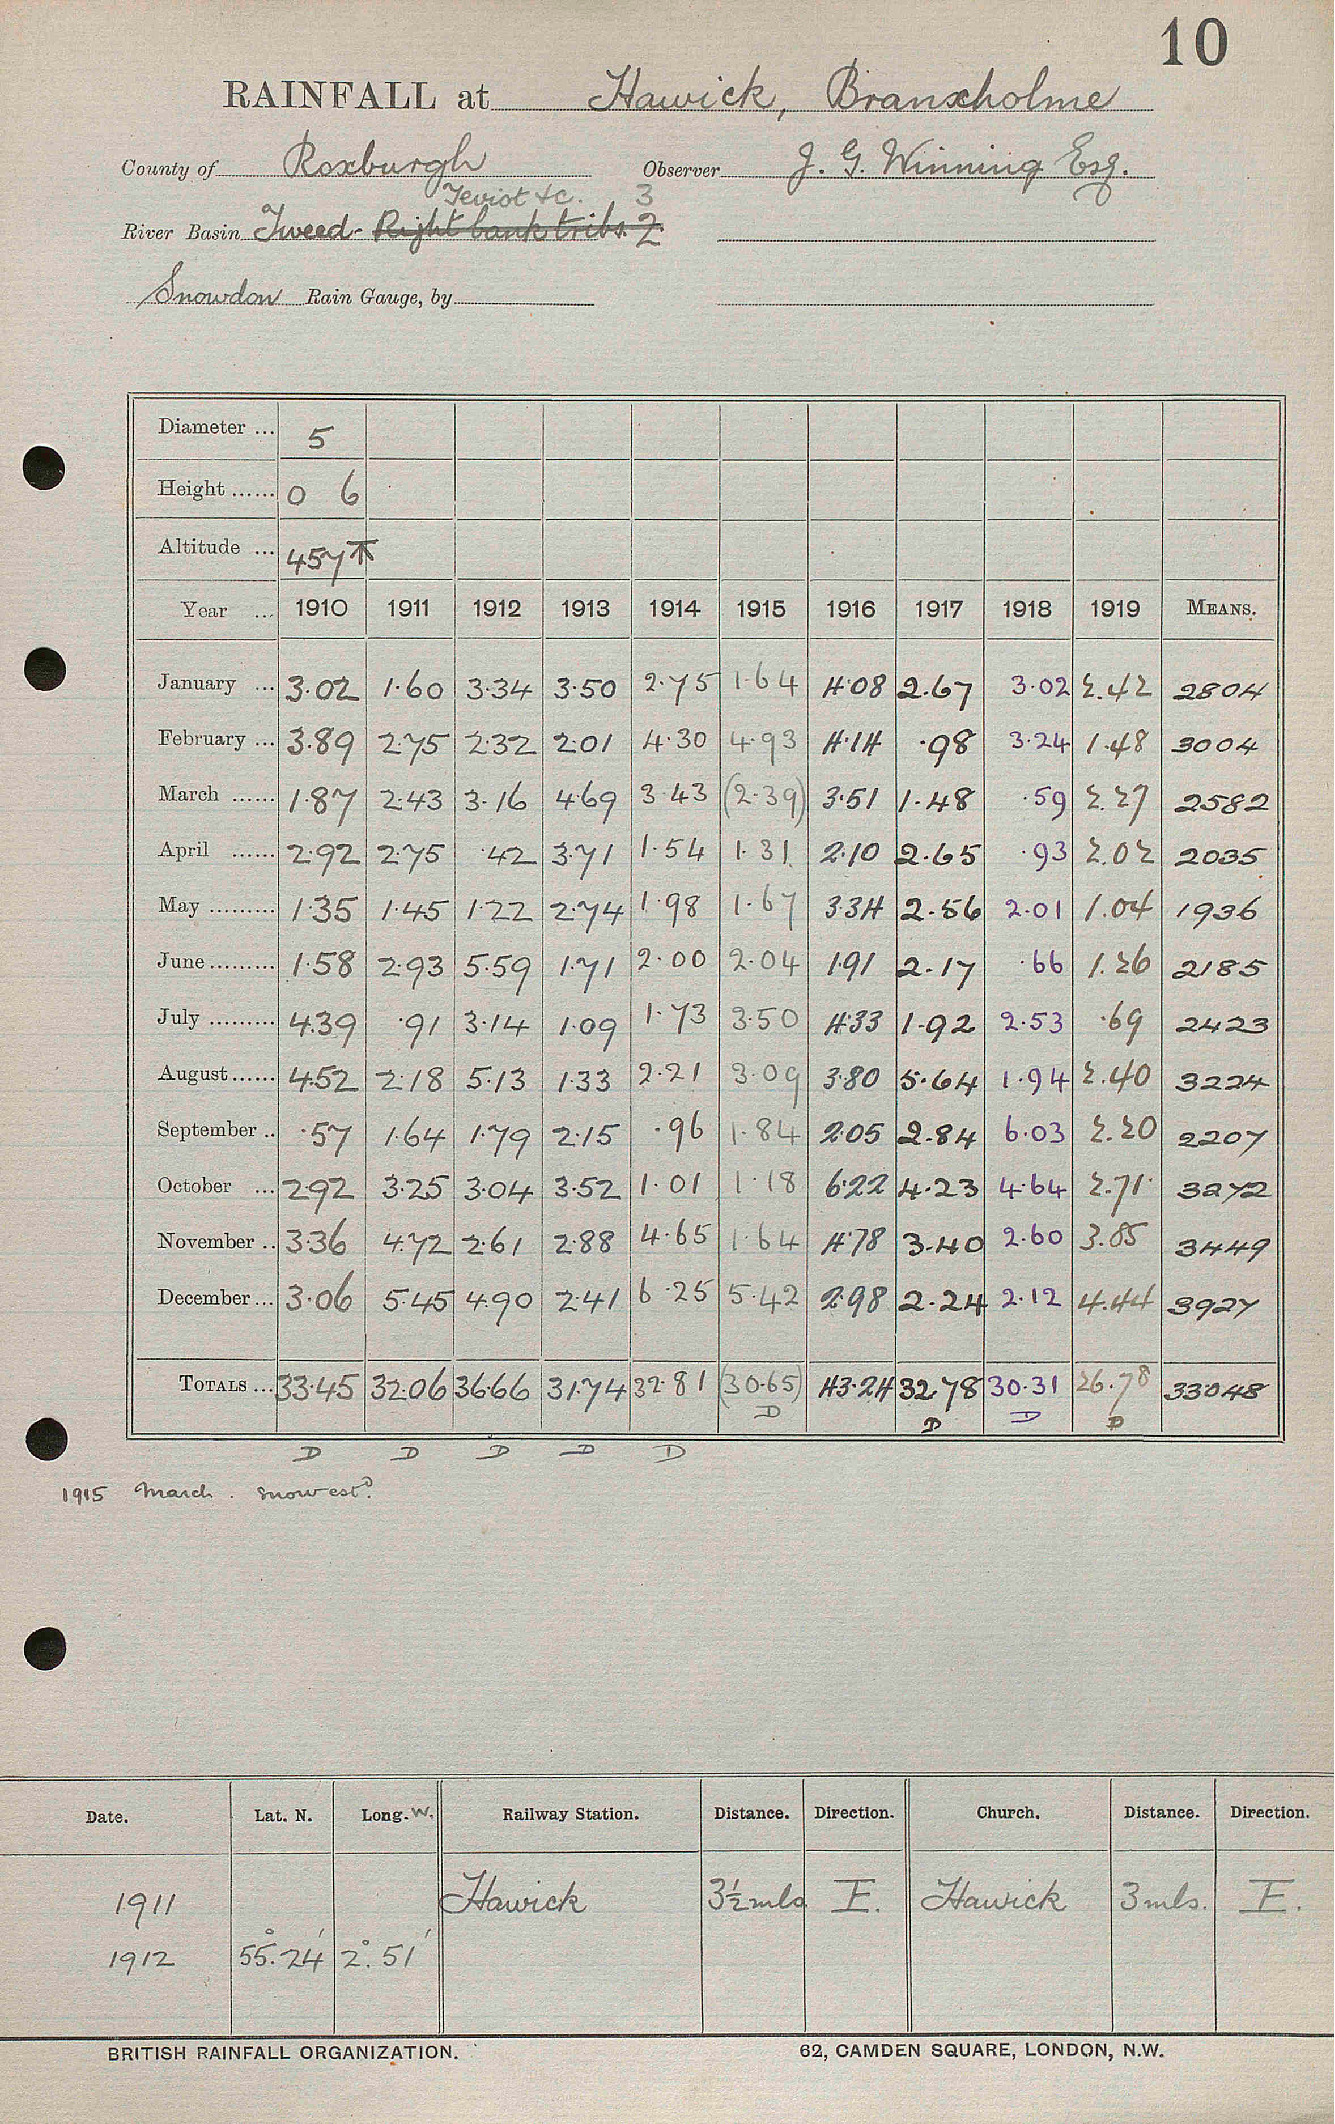 10
RAINFALL at Hawick, Branxholme
County of Roxburgh Observer J. G. Winning Esq.
Teviot &c. 3
River Basin Tweed - Right bank tribs. 2
Snowdon Rain Gauge, by
Diameter ... 5
Height ...... 0 6
Altitude ... 457 T
Year ... 1910 1911 1912 1913 1914 1915 1916 1917 1918 1919 MEANS.
January ... 3.02 1.60 3.34 3.50 2.75 1.64 4.08 2.67 3.02 2.42 2804
February ... 3.89 2.75 2.32 2.01 4.30 4.93 4.14 .98 3.24 1.48 3004
March ...... 1.87 2.43 3.16 4.69 3.43 (2.39) 3.51 1.48 .59 2.27 2582
April ...... 2.92 2.75 .42 3.71 1.54 1.31 2.10 2.65 .93 2.02 2035
May ......... 1.35 1.45 1.22 2.74 1.98 1.67 3.34 2.56 2.01 1.04 1936
June ......... 1.58 2.93 5.59 1.71 2.00 2.04 1.91 2.17 .66 1.26 2185
July ......... 4.39 .91 3.14 1.09 1.73 3.50 4.33 1.92 2.53 .69 2423
August ...... 4.52 2.18 5.13 1.33 2.21 3.09 3.80 5.64 1.94 2.40 3224
September .. .57 1.64 1.79 2.15 .96 1.84 2.05 2.84 6.03 2.20 2207
October ... 2.92 3.25 3.04 3.52 1.01 1.18 6.22 4.23 4.64 2.71 3272
November .. 3.36 4.72 2.61 2.88 4.65 1.64 4.78 3.40 2.60 3.85 3449
December ... 3.06 5.45 4.90 2.41 6.25 5.42 2.98 2.24 2.12 4.44 3927
TOTALS ... 33.45 32.06 36.66 31.74 32.81 (30.65) 43.24 32.78 30.31 26.78 33048
D D D D
D D D D D
1915 March. Snow estd.
Date. Lat. N. Long. W. Railway Station. Distance. Direction. Church. Distance. Direction.
1911 Hawick 3½ mls. E. Hawick 3 mls. E.
1912 55°. 24' 2°. 51'
BRITISH RAINFALL ORGANIZATION. 62, CAMDEN SQUARE, LONDON, N.W.